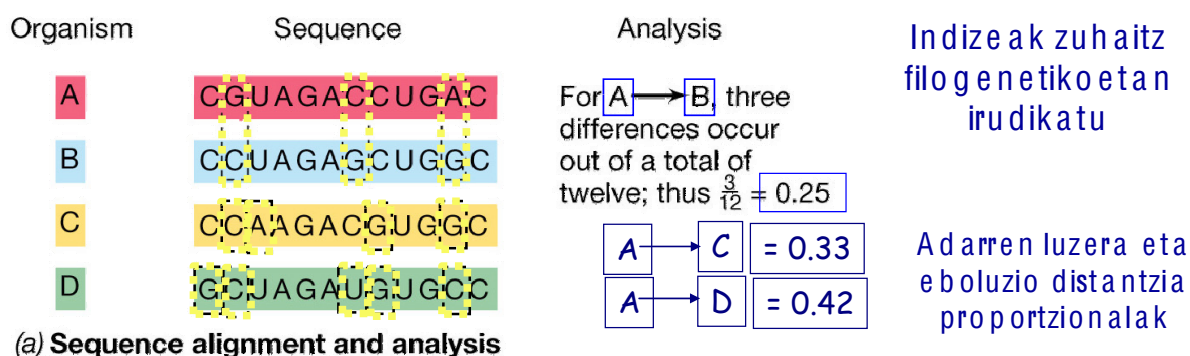 Organism
Sequence
Analysis
A
CGUAGACCUGAC
B
CCUAGAGCUGGC
C
CCAAGACGUGGC
D
GCUAGAUGUGCC
(a) Sequence alignment and analysis
For A → B, three
differences occur
out of a total of
twelve; thus 3/12 = 0.25
A → C = 0.33
A → D = 0.42
Indizeak zuhaitz
filogenetikoetan
irudikatu
Adarren luzera eta
eboluzio distantzia
proportzionalak